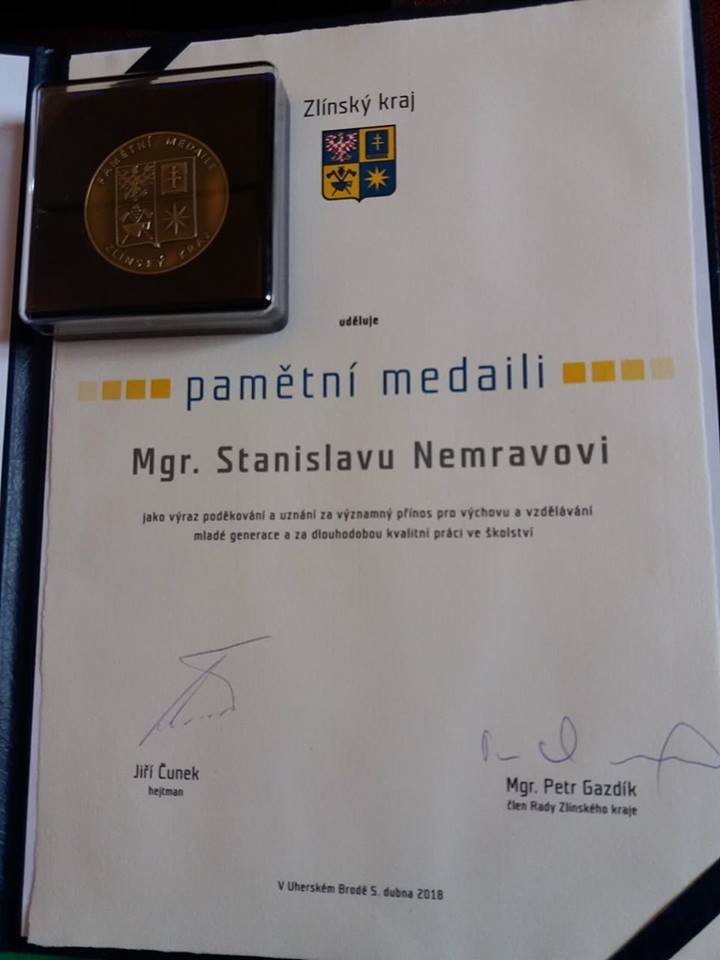 PAMĚTNÍ MEDAILE
ZLÍNSKÝ KRAJ
Zlínský kraj
uděluje
pamětní medaili
Mgr. Stanislavu Nemravovi
jako výraz poděkování a uznání za významný přínos pro výchovu a vzdělávání
mladé generace a za dlouhodobou kvalitní práci ve školství
Jiří Čunek
hejtman
Mgr. Petr Gazdík
člen Rady Zlínského kraje
V Uherském Brodě 5. dubna 2018